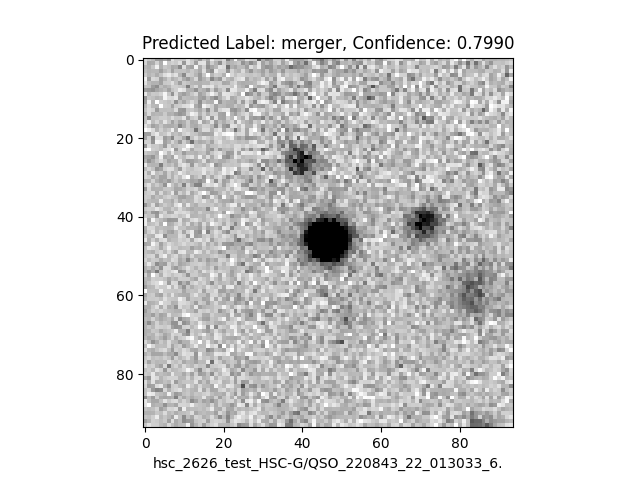 Predicted Label: merger, Confidence: 0.7990
0
20
40
60
80
0 20 40 60 80
hsc_2626_test_HSC-G/QSO_220843_22_013033_6.